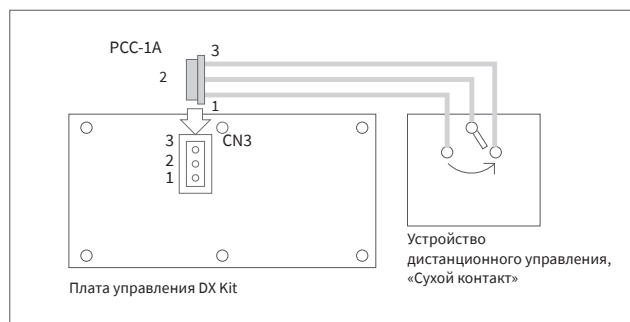 PCC-1A
3
2
1
3
CN3
2
1
Устройство
дистанционного управления,
«Сухой контакт»
Плата управления DX Kit